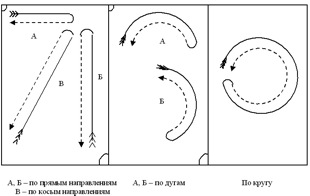 А
В
Б
А
Б
А, Б – по прямым направлениям
В – по косым направлениям
А, Б – по дугам
По кругу